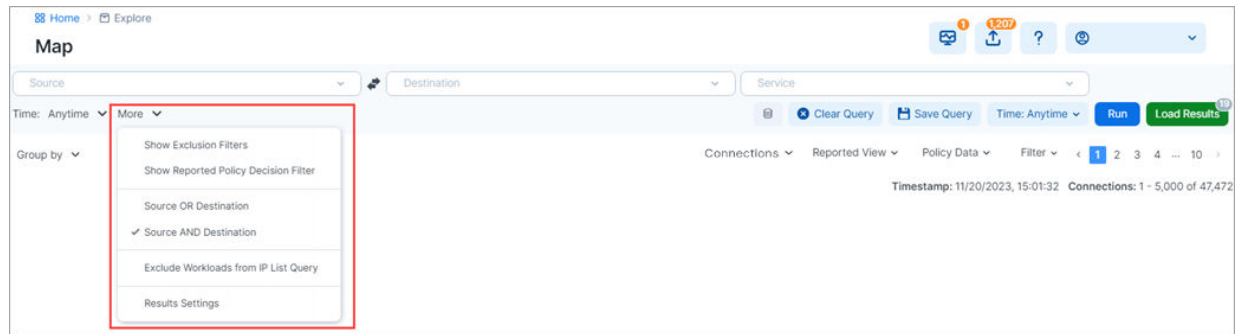 Home > Explore
Map
1
1,207
?
Source
Destination
Service
Time: Anytime
More
Clear Query
Save Query
Time: Anytime
Run
Load Results
19
Show Exclusion Filters
Show Reported Policy Decision Filter
Source OR Destination
✓ Source AND Destination
Exclude Workloads from IP List Query
Results Settings
Group by
Connections
Reported View
Policy Data
Filter
‹ 1 2 3 4 ... 10 ›
Timestamp: 11/20/2023, 15:01:32 Connections: 1 - 5,000 of 47,472